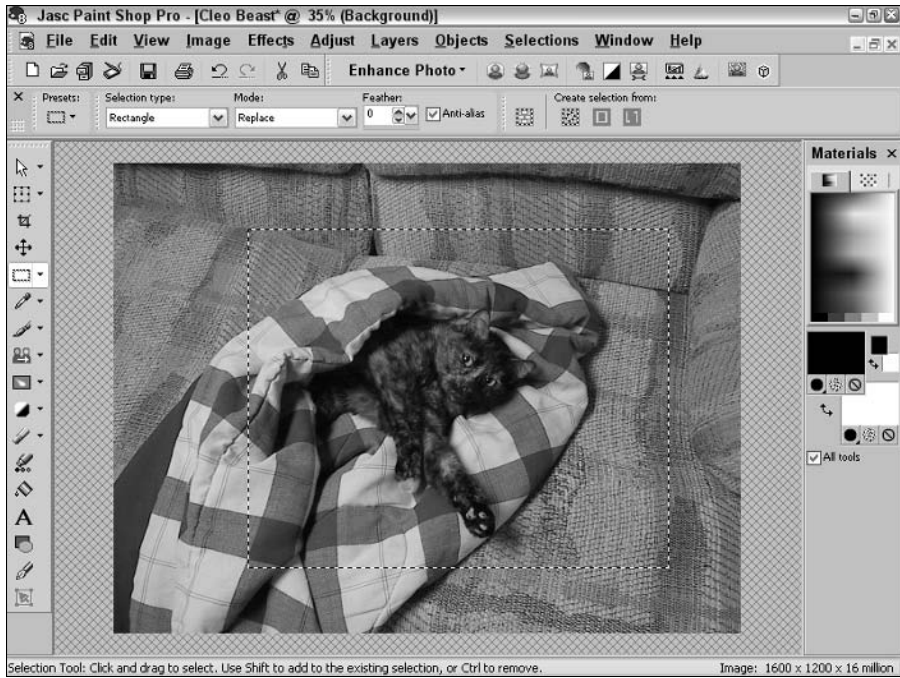 Jasc Paint Shop Pro - [Cleo Beast* @ 35% (Background)]
File Edit View Image Effects Adjust Layers Objects Selections Window Help
Enhance Photo
Presets: Selection type: Mode: Feather: Create selection from:
Rectangle Replace 0 Anti-alias
Materials
All tools
A
Selection Tool: Click and drag to select. Use Shift to add to the existing selection, or Ctrl to remove. Image: 1600 x 1200 x 16 million